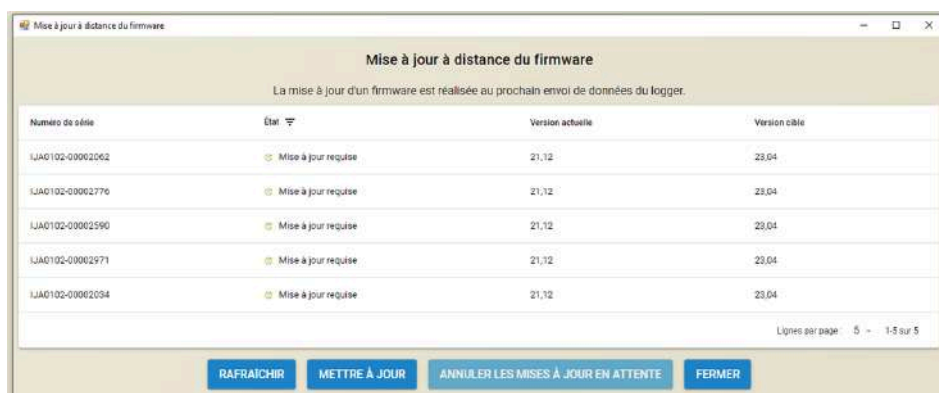 Mise à jour à distance du firmware
Mise à jour à distance du firmware
La mise à jour d'un firmware est réalisée au prochain envoi de données du logger.
Numéro de série État Version actuelle Version cible
IJA0102-00002062 Mise à jour requise 21,12 23,04
IJA0102-00002776 Mise à jour requise 21,12 23,04
IJA0102-00002590 Mise à jour requise 21,12 23,04
IJA0102-00002971 Mise à jour requise 21,12 23,04
IJA0102-00002034 Mise à jour requise 21,12 23,04
Lignes par page : 5 1-5 sur 5
RAFRAÎCHIR METTRE À JOUR ANNULER LES MISES À JOUR EN ATTENTE FERMER